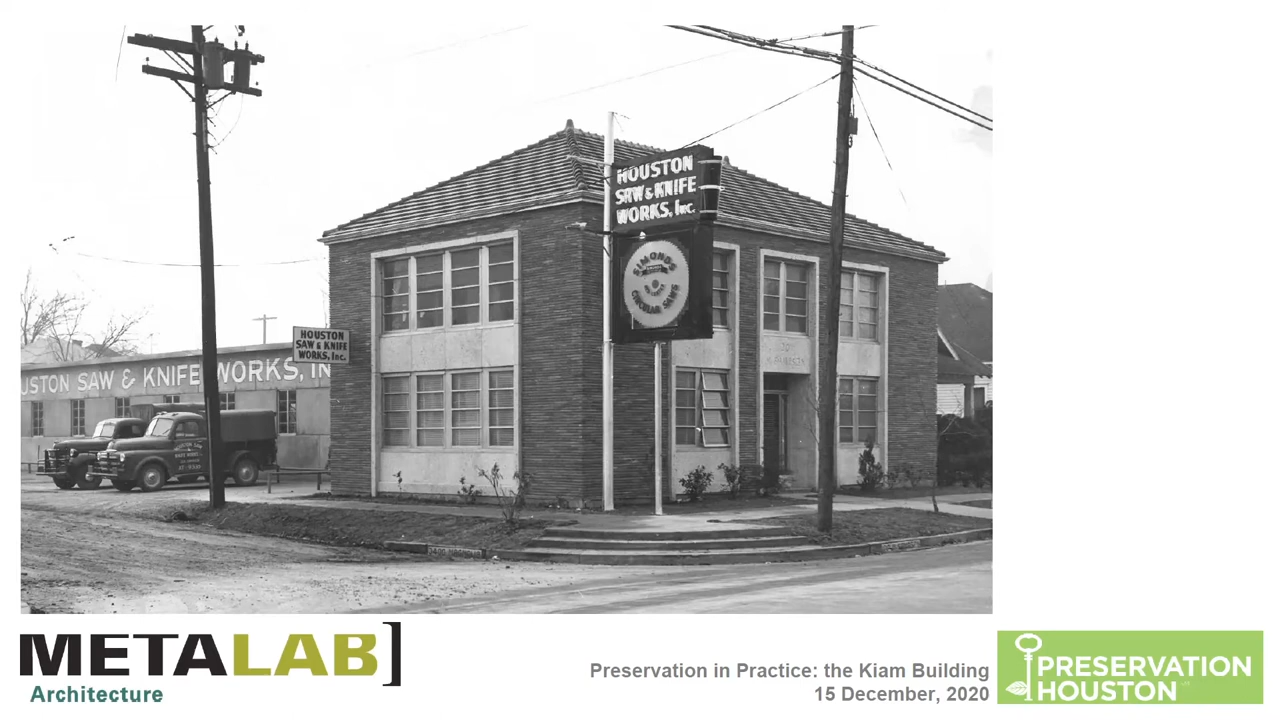 HOUSTON
SAW & KNIFE
WORKS, Inc.
SIMONDS
CIRCULAR SAWS
HOUSTON
SAW & KNIFE
WORKS, Inc.
USTON SAW & KNIFE WORKS, IN
METALAB]
Architecture
Preservation in Practice: the Kiam Building
15 December, 2020
PRESERVATION
HOUSTON